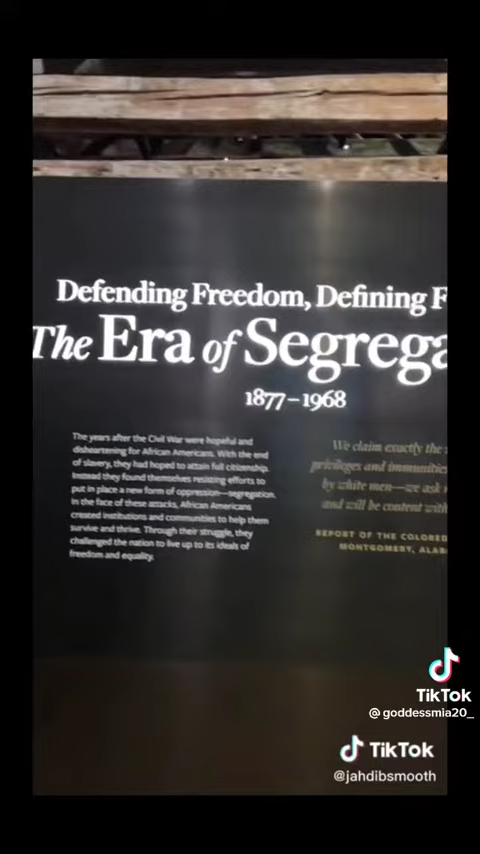 Defending Freedom, Defining F
The Era of Segrega
1877–1968
The years after the Civil War were hopeful and
disheartening for African Americans. With the end
of slavery, they had hoped to attain full citizenship.
Instead they found themselves resisting efforts to
put in place a new form of oppression—segregation.
In the face of these attacks, African Americans
created institutions and communities to help them
survive and thrive. Through their struggle, they
challenged the nation to live up to its ideals of
freedom and equality.
We claim exactly the
privileges and immunities
by white men—we ask
and will be content with
REPORT OF THE COLORED
MONTGOMERY, ALAB
TikTok
@goddessmia20_
TikTok
@jahdibsmooth